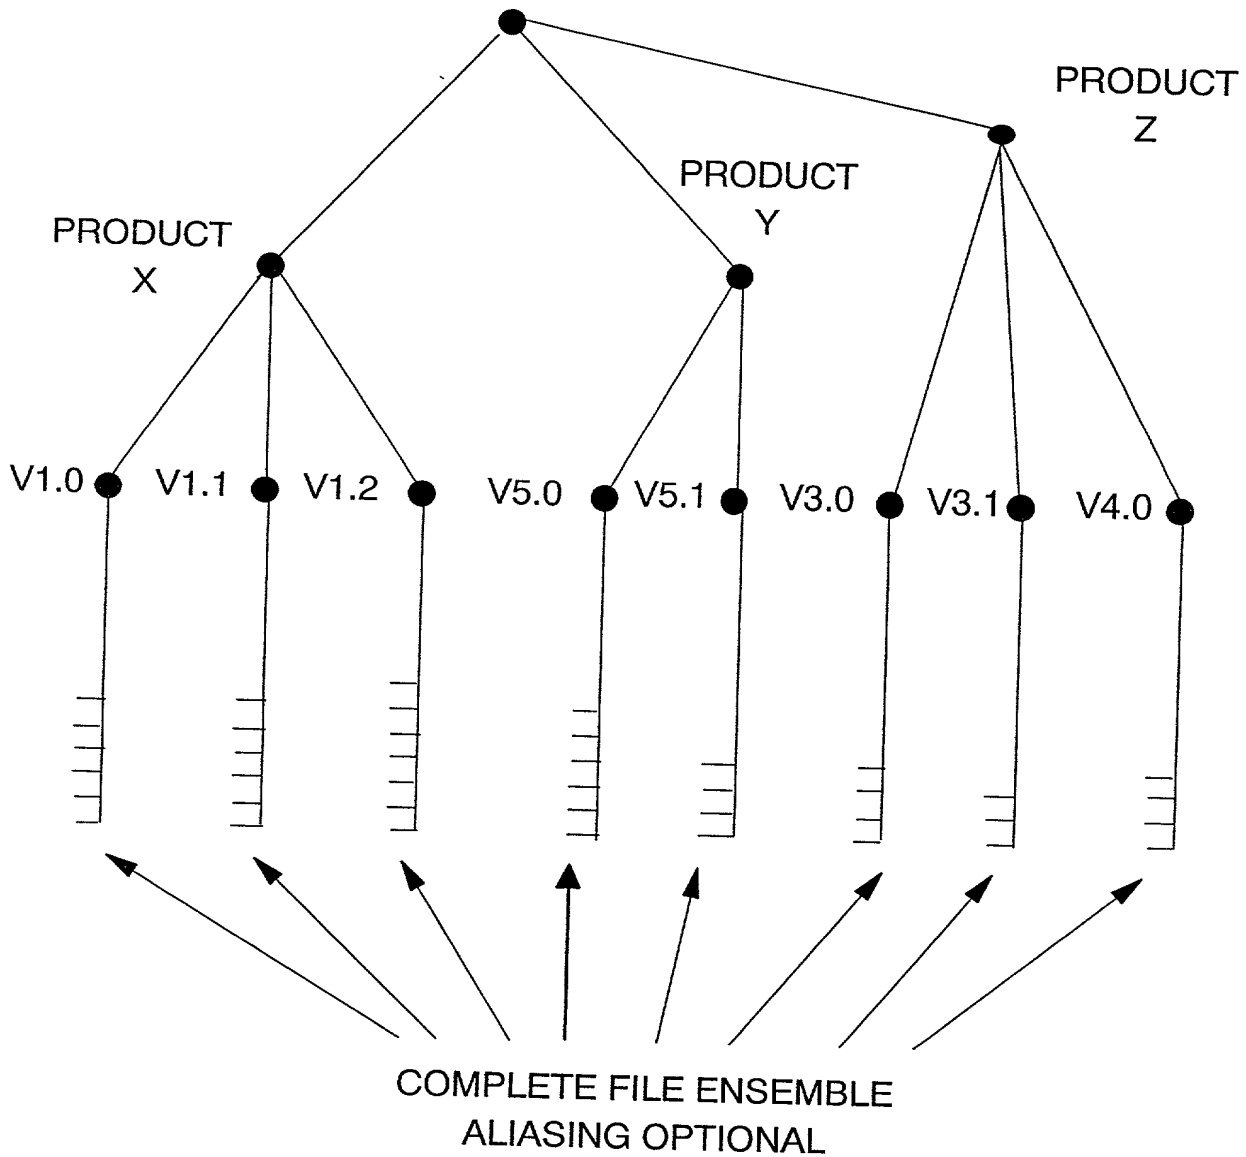 PRODUCT
Z
PRODUCT
Y
PRODUCT
X
V1.0
V1.1
V1.2
V5.0
V5.1
V3.0
V3.1
V4.0
COMPLETE FILE ENSEMBLE
ALIASING OPTIONAL